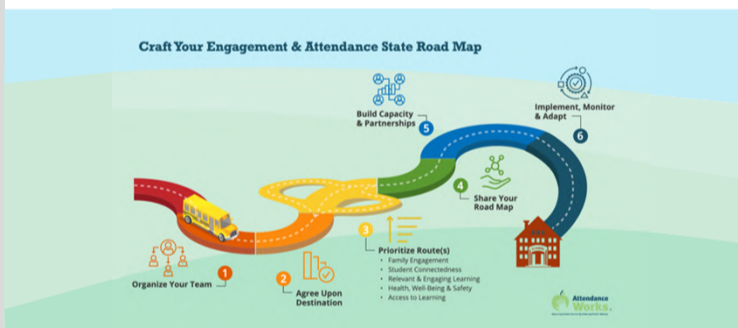 Craft Your Engagement & Attendance State Road Map
Build Capacity
& Partnerships
5
Implement, Monitor
& Adapt
6
4
Share Your
Road Map
3
Prioritize Route(s)
• Family Engagement
• Student Connectedness
• Relevant & Engaging Learning
• Health, Well-Being & Safety
• Access to Learning
1
Organize Your Team
2
Agree Upon
Destination
Attendance
Works